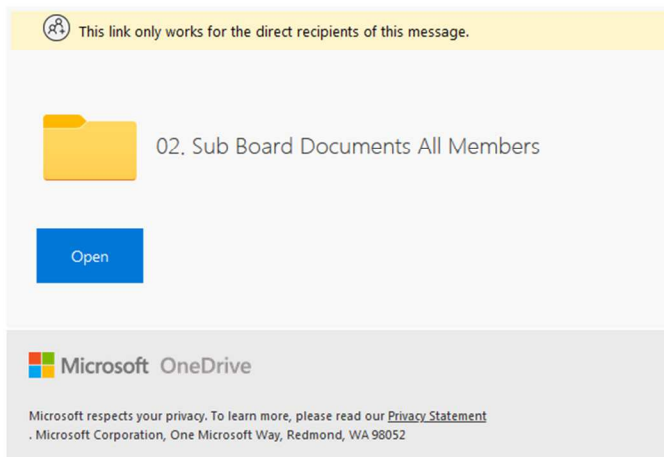 This link only works for the direct recipients of this message.
02. Sub Board Documents All Members
Open
Microsoft OneDrive
Microsoft respects your privacy. To learn more, please read our Privacy Statement
. Microsoft Corporation, One Microsoft Way, Redmond, WA 98052